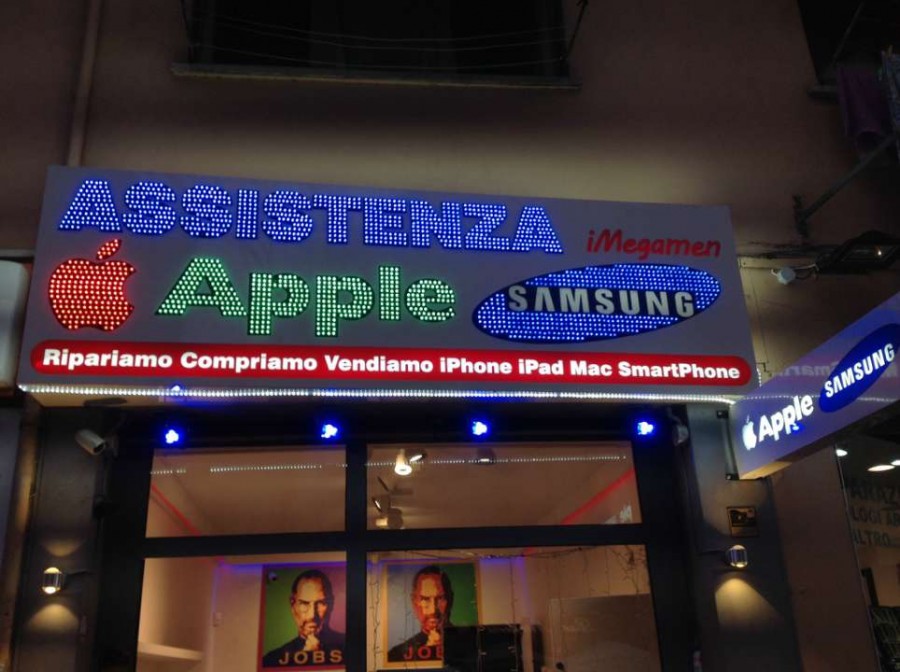 ASSISTENZA
iMegamen
Apple SAMSUNG
Ripariamo Compriamo Vendiamo iPhone iPad Mac SmartPhone
Apple SAMSUNG
JOBS
JOBS